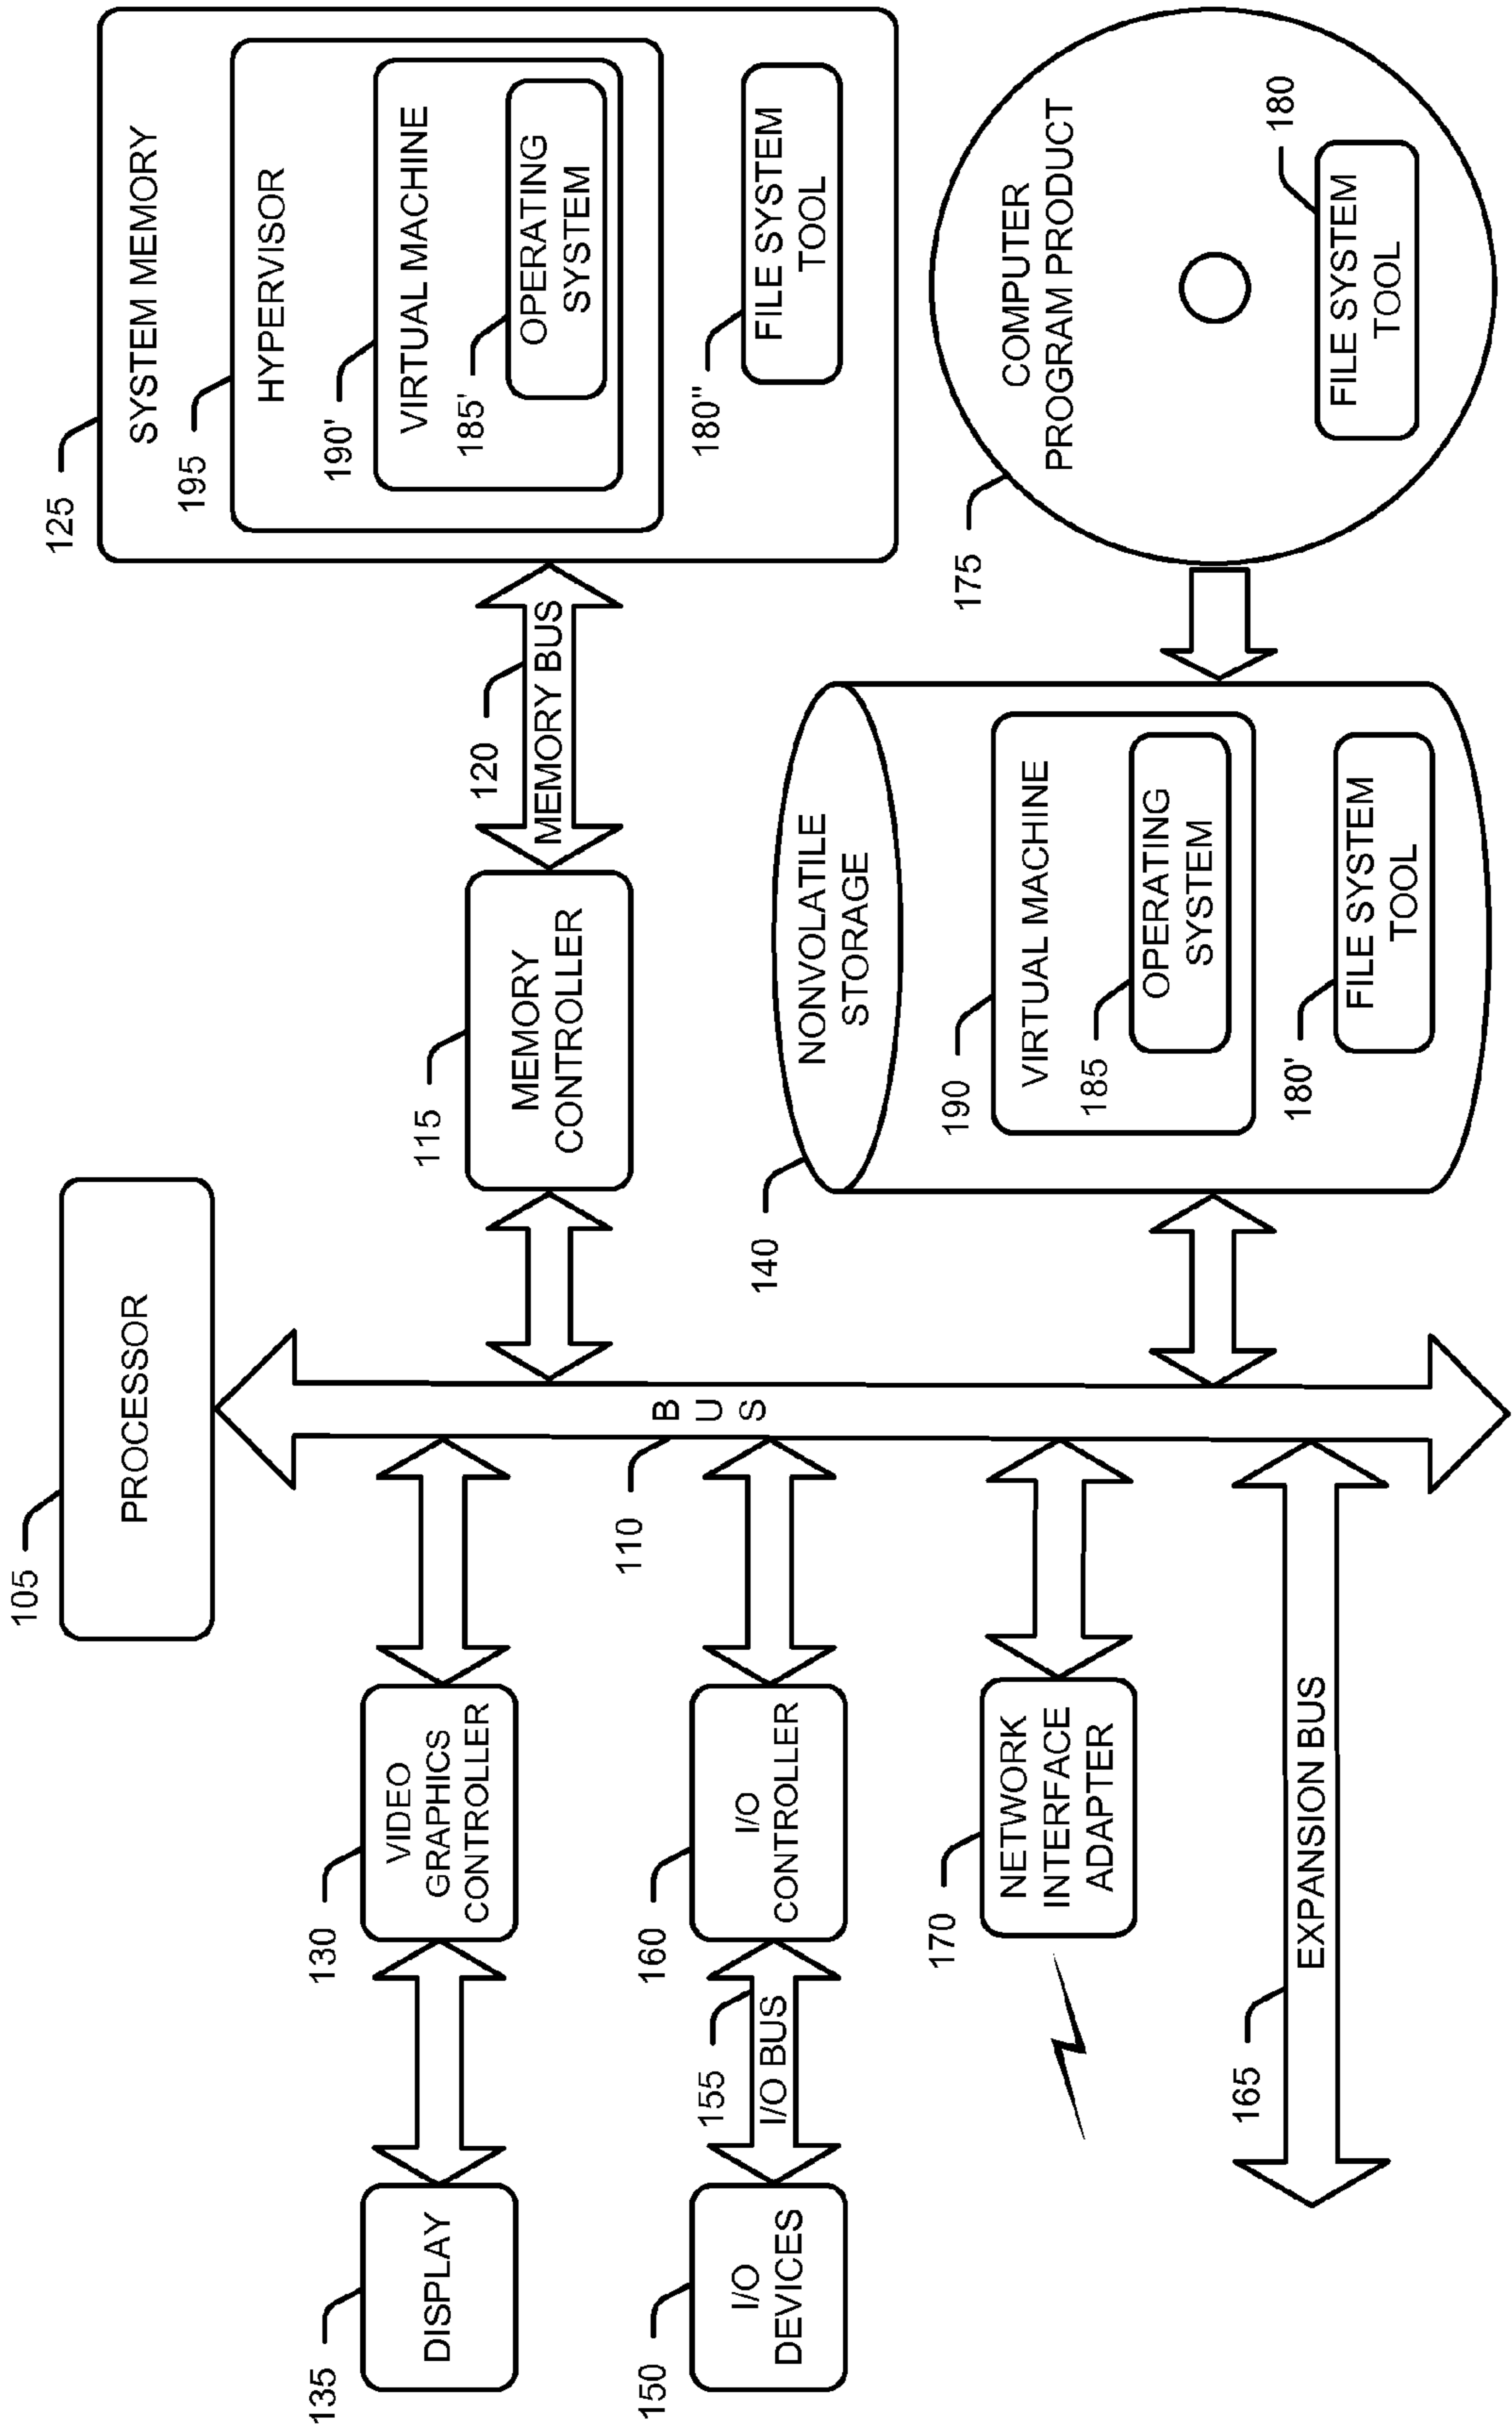 105
PROCESSOR
125
SYSTEM MEMORY
195
HYPERVISOR
190'
VIRTUAL MACHINE
185'
OPERATING
SYSTEM
180"
FILE SYSTEM
TOOL
135
DISPLAY
130
VIDEO
GRAPHICS
CONTROLLER
115
MEMORY
CONTROLLER
120
MEMORY BUS
110
B
U
S
150
I/O
DEVICES
155
I/O BUS
160
I/O
CONTROLLER
140
NONVOLATILE
STORAGE
190
VIRTUAL MACHINE
185
OPERATING
SYSTEM
180'
FILE SYSTEM
TOOL
175
COMPUTER
PROGRAM PRODUCT
180
FILE SYSTEM
TOOL
170
NETWORK
INTERFACE
ADAPTER
165
EXPANSION BUS